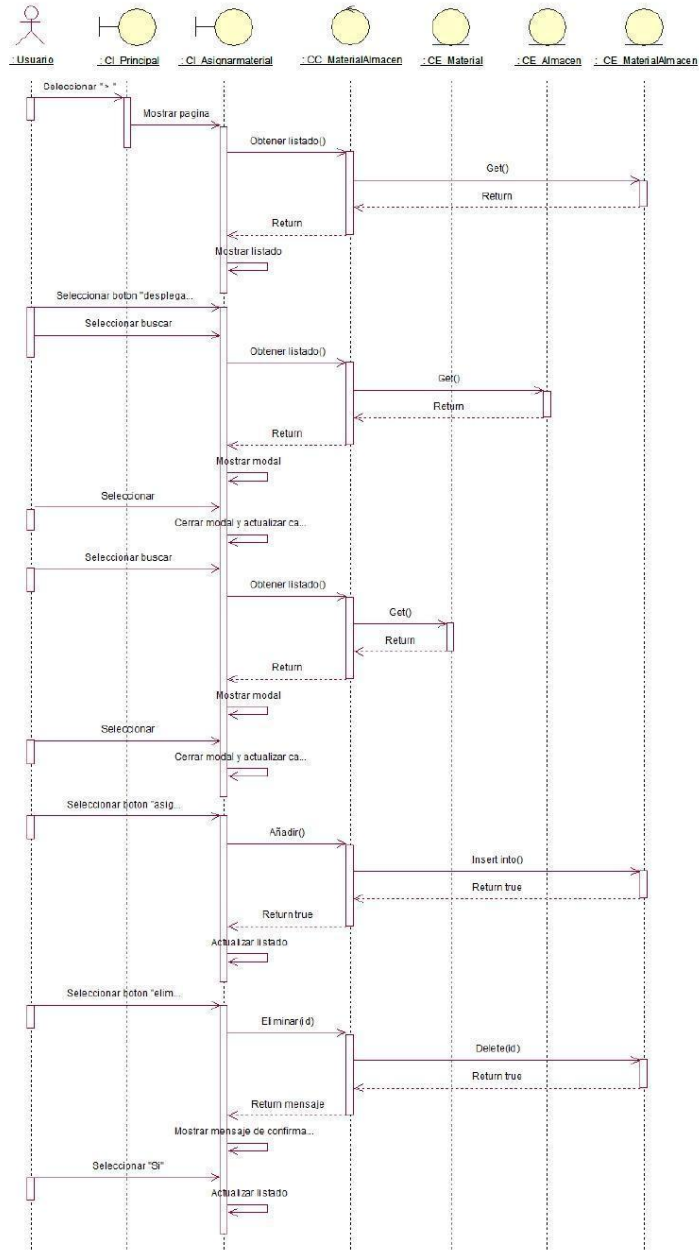 : Usuario
: CI_Principal
: CI_Asignarmaterial
: CC_MaterialAlmacen
: CE_Material
: CE_Almacen
: CE_MaterialAlmacen
Seleccionar "> "
Mostrar pagina
Obtener listado()
Get()
Return
Return
Mostrar listado
Seleccionar boton "desplega...
Seleccionar buscar
Obtener listado()
Get()
Return
Return
Mostrar modal
Seleccionar
Cerrar modal y actualizar ca...
Seleccionar buscar
Obtener listado()
Get()
Return
Return
Mostrar modal
Seleccionar
Cerrar modal y actualizar ca...
Seleccionar boton "asig...
Añadir()
Insert into()
Return true
Return true
Actualizar listado
Seleccionar boton "elim...
Eliminar(id)
Delete(id)
Return true
Return mensaje
Mostrar mensaje de confirma...
Seleccionar "Si"
Actualizar listado